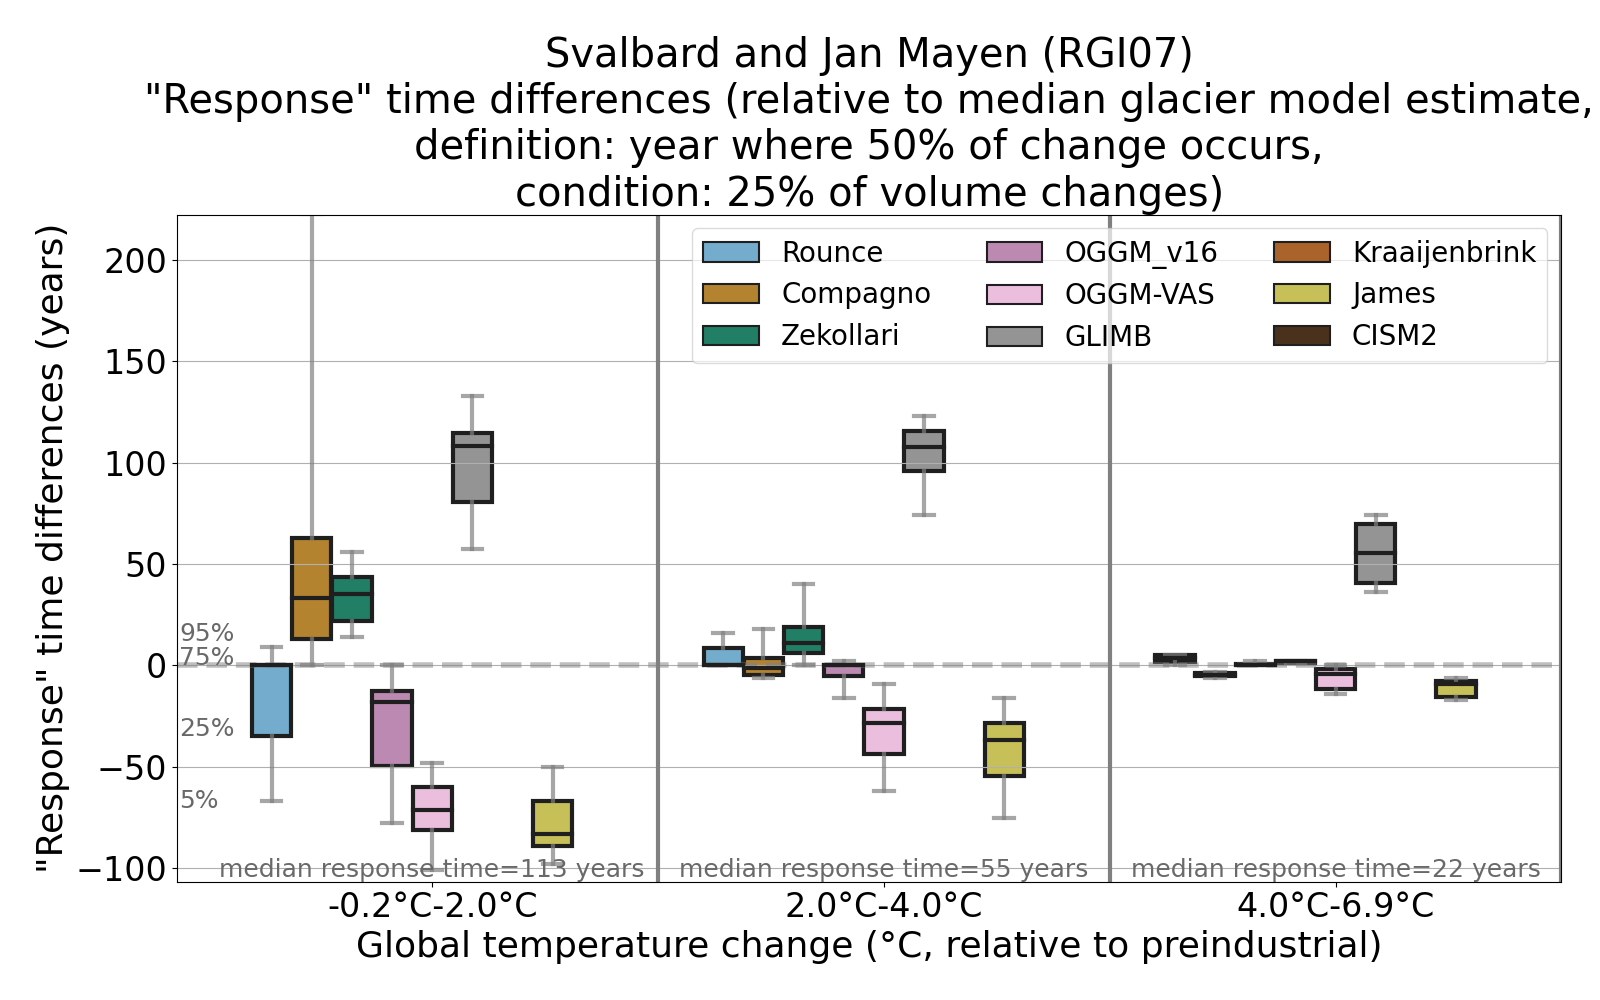 Svalbard and Jan Mayen (RGI07)
"Response" time differences (relative to median glacier model estimate,
definition: year where 50% of change occurs,
condition: 25% of volume changes)
"Response" time differences (years)
200
150
100
50
0
−50
−100
95%
75%
25%
5%
Rounce
Compagno
Zekollari
OGGM_v16
OGGM-VAS
GLIMB
Kraaijenbrink
James
CISM2
median response time=113 years
median response time=55 years
median response time=22 years
-0.2°C-2.0°C
2.0°C-4.0°C
4.0°C-6.9°C
Global temperature change (°C, relative to preindustrial)